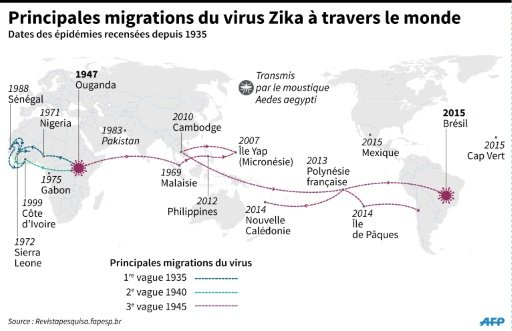 Principales migrations du virus Zika à travers le monde
Dates des épidémies recensées depuis 1935
1988
Sénégal
1971
Nigeria
1947
Ouganda
1983
Pakistan
2010
Cambodge
Transmis
par le moustique
Aedes aegypti
2007
Île Yap
(Micronésie)
2013
Polynésie
française
2015
Mexique
2015
Brésil
2015
Cap Vert
1975
Gabon
1969
Malaisie
2012
Philippines
2014
Nouvelle
Calédonie
2014
Île
de Pâques
1999
Côte
d'Ivoire
1972
Sierra
Leone
Principales migrations du virus
1re vague 1935
2e vague 1940
3e vague 1945
Source : Revistapesquisa.fapesp.br
AFP